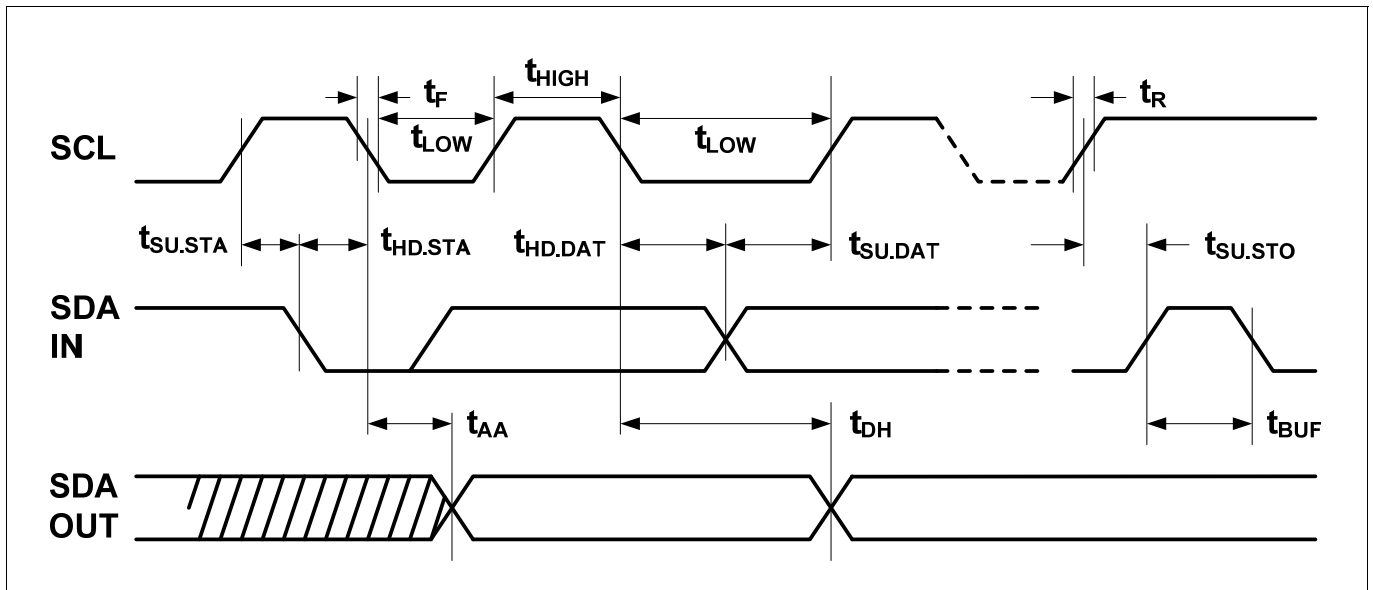 tHIGH
tF
tR
SCL
tLOW
tLOW
tSU.STA
tHD.STA
tHD.DAT
tSU.DAT
tSU.STO
SDA
IN
tAA
tDH
tBUF
SDA
OUT